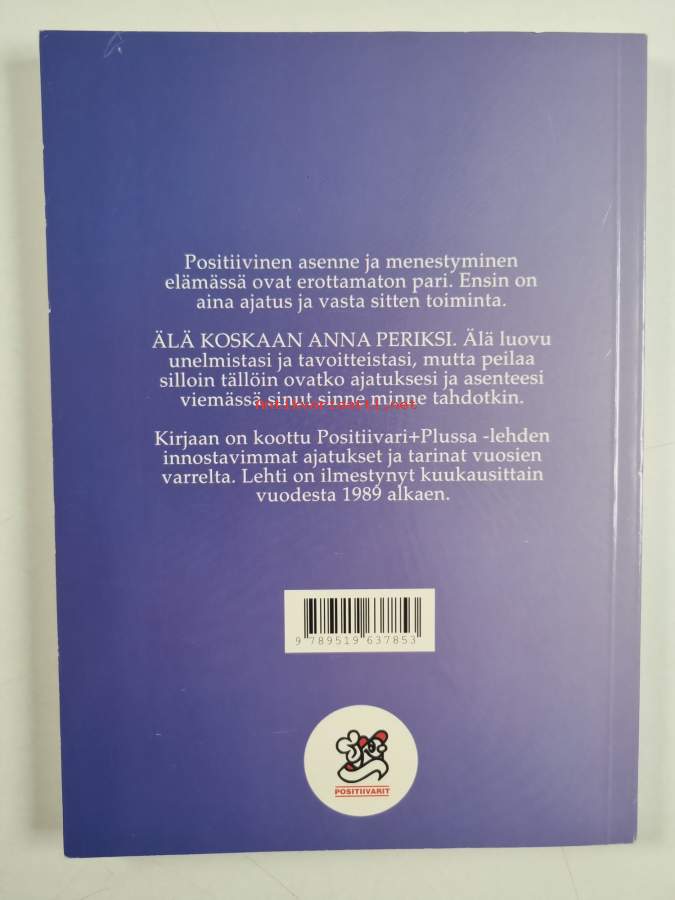 Positiivinen asenne ja menestyminen
elämässä ovat erottamaton pari. Ensin on
aina ajatus ja vasta sitten toiminta.
ÄLÄ KOSKAAN ANNA PERIKSI. Älä luovu
unelmistasi ja tavoitteistasi, mutta peilaa
silloin tällöin ovatko ajatuksesi ja asenteesi
viemässä sinut sinne minne tahdotkin.
Antikvariaatti.net
Kirjaan on koottu Positiivari+Plussa -lehden
innostavimmat ajatukset ja tarinat vuosien
varrelta. Lehti on ilmestynyt kuukausittain
vuodesta 1989 alkaen.
9 789519 637853
POSITIIVARIT